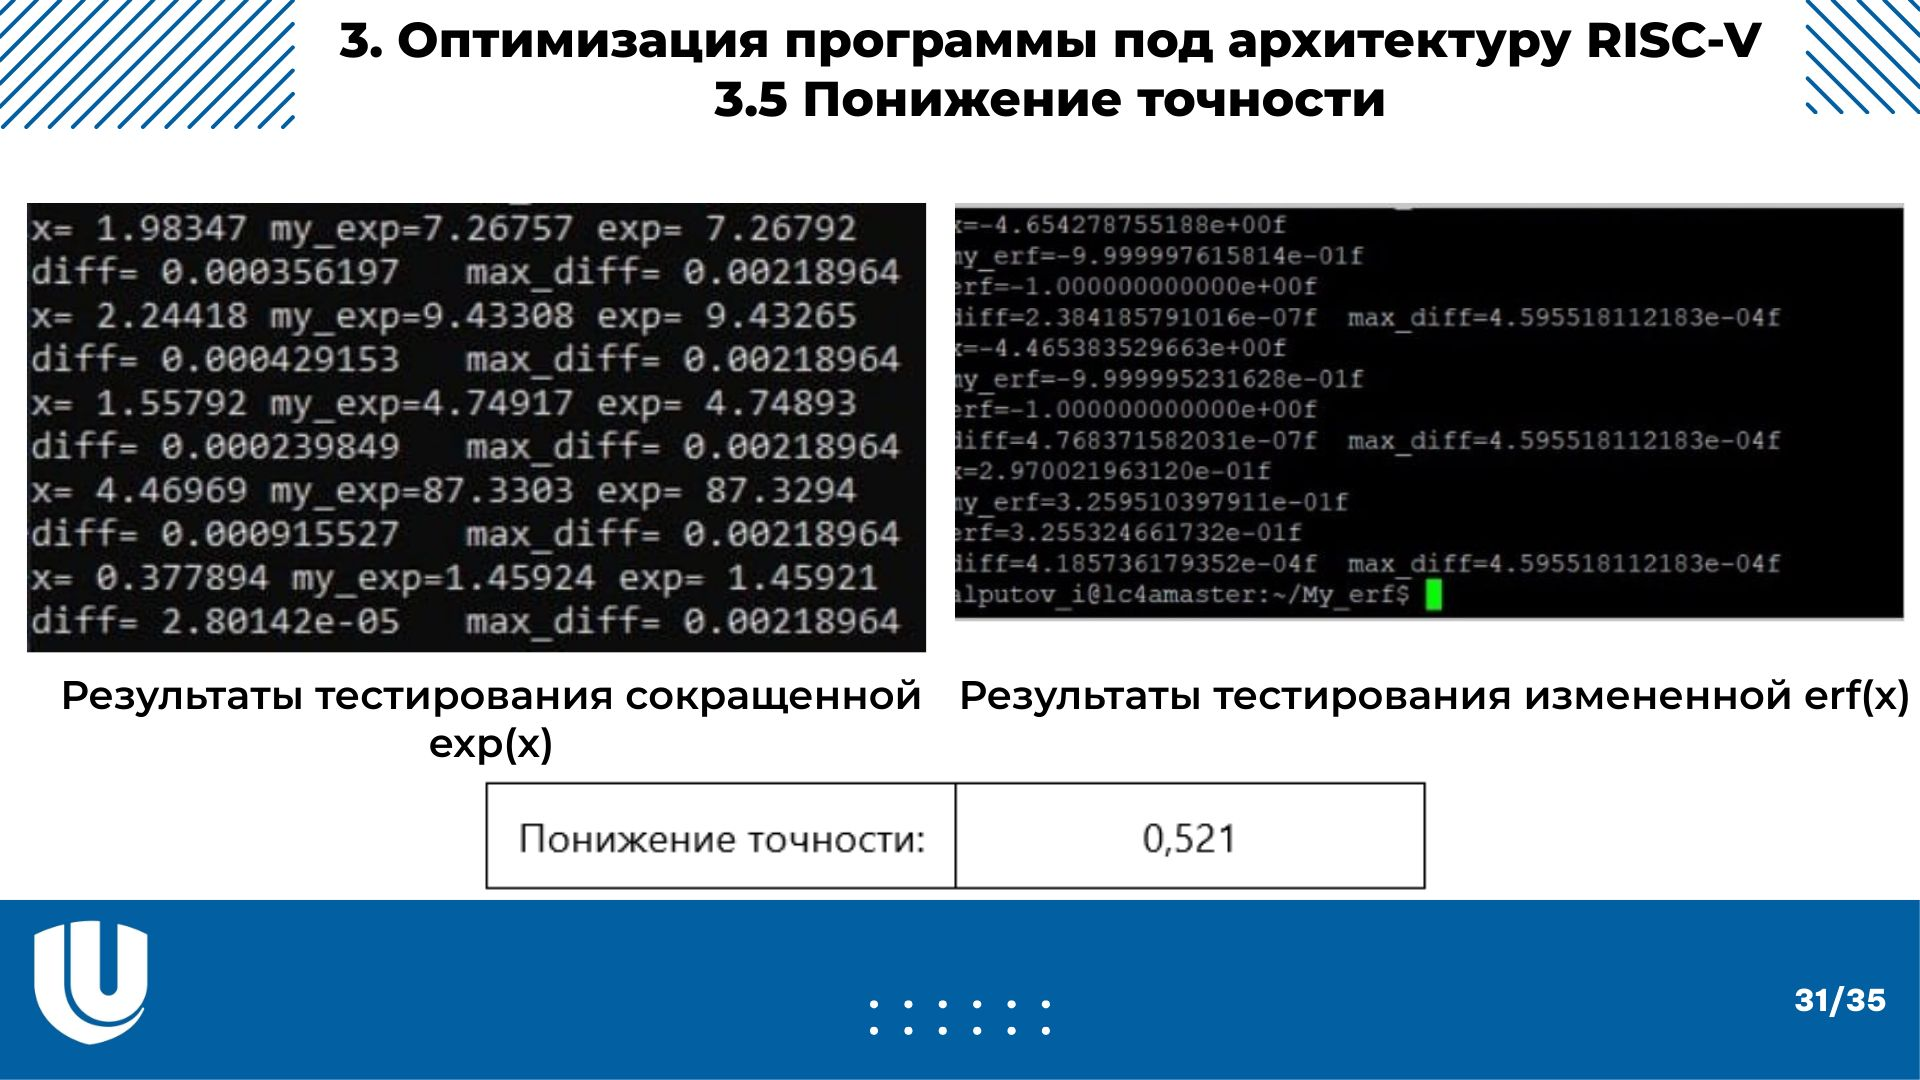 3. Оптимизация программы под архитектуру RISC-V
3.5 Понижение точности
x= 1.98347 my_exp=7.26757 exp= 7.26792
diff= 0.000356197 max_diff= 0.00218964
x= 2.24418 my_exp=9.43308 exp= 9.43265
diff= 0.000429153 max_diff= 0.00218964
x= 1.55792 my_exp=4.74917 exp= 4.74893
diff= 0.000239849 max_diff= 0.00218964
x= 4.46969 my_exp=87.3303 exp= 87.3294
diff= 0.000915527 max_diff= 0.00218964
x= 0.377894 my_exp=1.45924 exp= 1.45921
diff= 2.80142e-05 max_diff= 0.00218964
x=-4.654278755188e+00f
my_erf=-9.999997615814e-01f
erf=-1.000000000000e+00f
diff=2.384185791016e-07f max_diff=4.595518112183e-04f
x=-4.465383529663e+00f
my_erf=-9.999995231628e-01f
erf=-1.000000000000e+00f
diff=4.768371582031e-07f max_diff=4.595518112183e-04f
x=2.970021963120e-01f
my_erf=3.259510397911e-01f
erf=3.255324661732e-01f
diff=4.185736179352e-04f max_diff=4.595518112183e-04f
alputov_i@lc4amaster:~/My_erf$
Результаты тестирования сокращенной
exp(x)
Результаты тестирования измененной erf(x)
Понижение точности: 0,521
31/35